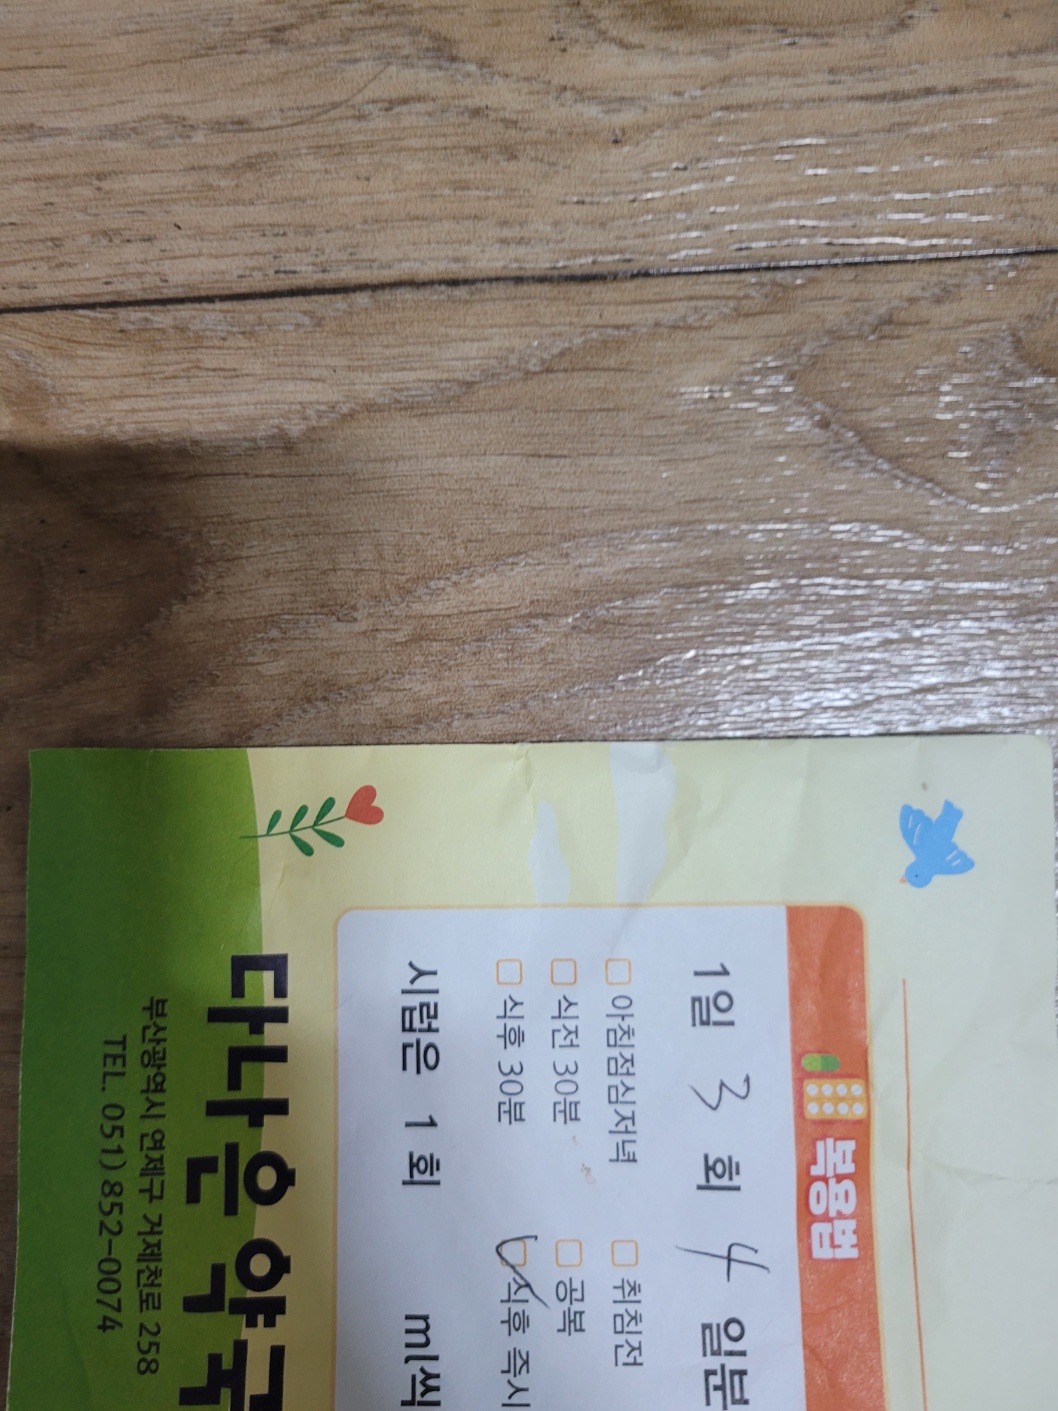 복용법
1일 3 회 4 일분
아침점심저녁 취침전
식전 30분 공복
식후 30분 식후 즉시
시럽은 1 회 ml씩
다나은약국
부산광역시 연제구 거제천로 258
TEL. 051) 852-0074